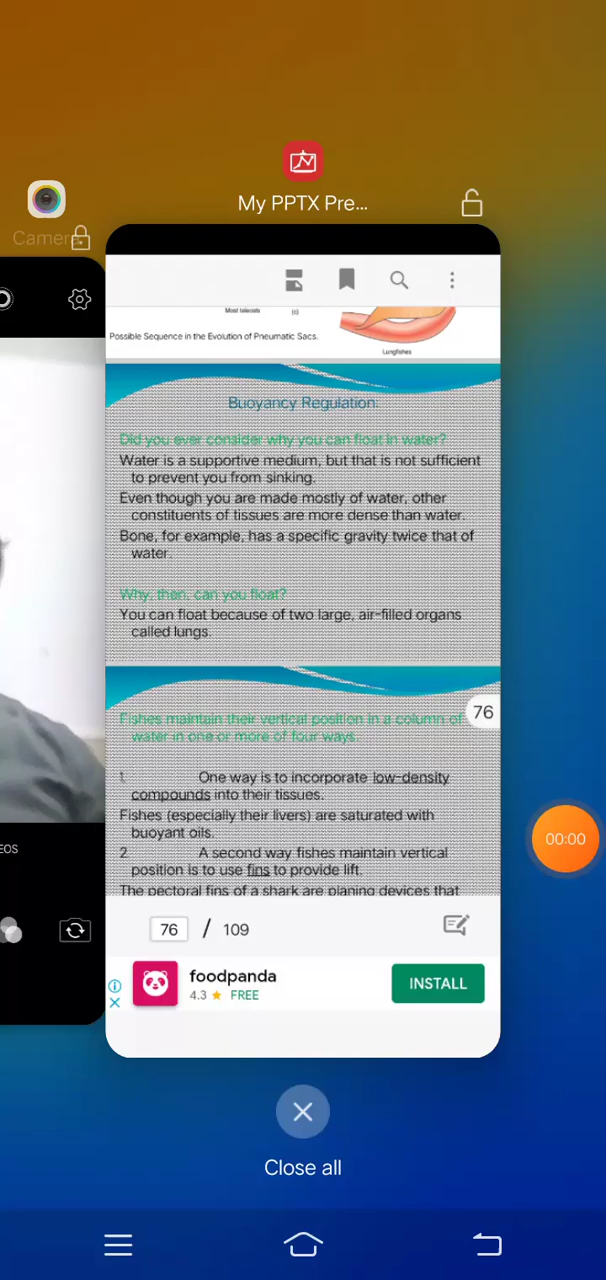 My PPTX Pre...
Camera
Most teleosts
(c)
Possible Sequence in the Evolution of Pneumatic Sacs.
Lungfishes
Buoyancy Regulation:
Did you ever consider why you can float in water?
Water is a supportive medium, but that is not sufficient
to prevent you from sinking.
Even though you are made mostly of water, other
constituents of tissues are more dense than water.
Bone, for example, has a specific gravity twice that of
water.
Why, then, can you float?
You can float because of two large, air-filled organs
called lungs.
76
Fishes maintain their vertical position in a column of
water in one or more of four ways.
1. One way is to incorporate low-density
compounds into their tissues.
Fishes (especially their livers) are saturated with
buoyant oils.
2. A second way fishes maintain vertical
position is to use fins to provide lift.
The pectoral fins of a shark are planing devices that
00:00
EOS
76 / 109
foodpanda
4.3 ★ FREE
INSTALL
Close all